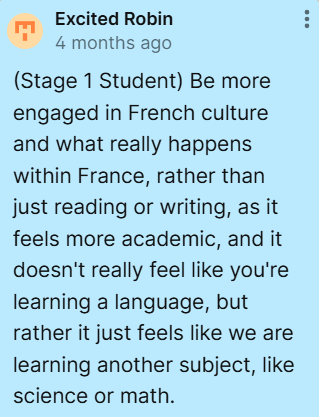 Excited Robin
4 months ago
(Stage 1 Student) Be more
engaged in French culture
and what really happens
within France, rather than
just reading or writing, as it
feels more academic, and it
doesn't really feel like you're
learning a language, but
rather it just feels like we are
learning another subject, like
science or math.